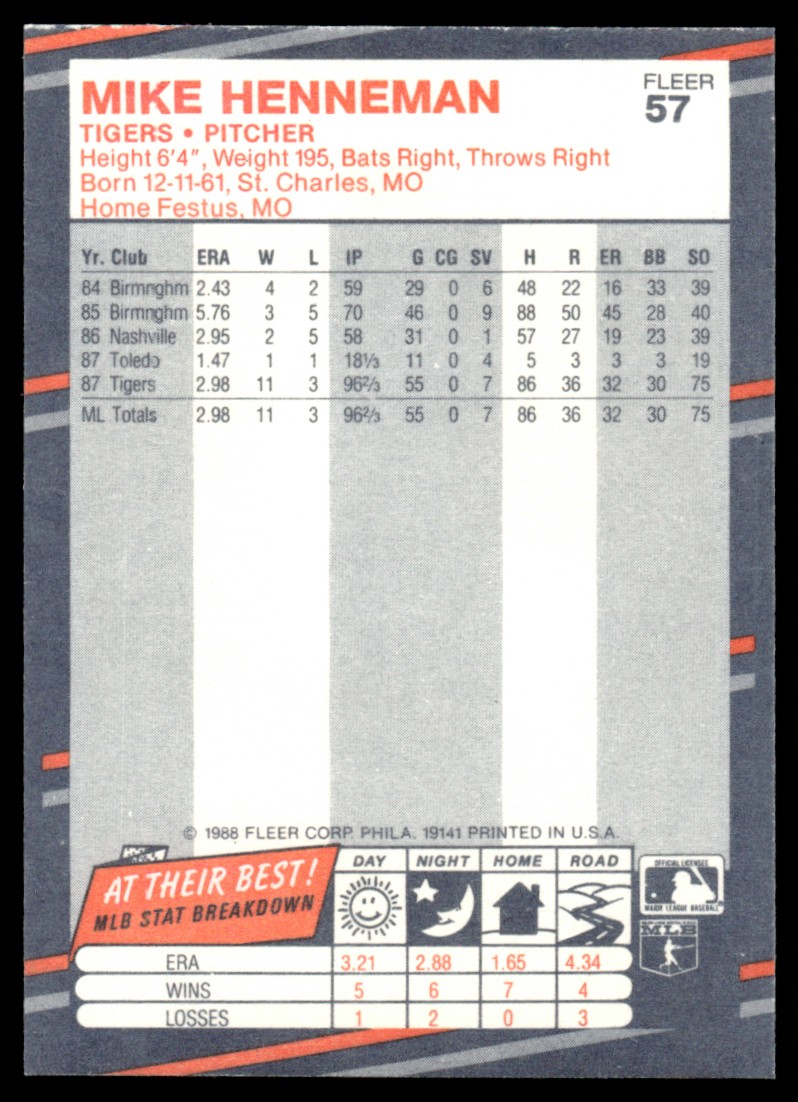 MIKE HENNEMAN
FLEER
57
TIGERS • PITCHER
Height 6'4", Weight 195, Bats Right, Throws Right
Born 12-11-61, St. Charles, MO
Home Festus, MO
Yr. Club ERA W L IP G CG SV H R ER BB SO
84 Birmnghm 2.43 4 2 59 29 0 6 48 22 16 33 39
85 Birmnghm 5.76 3 5 70 46 0 9 88 50 45 28 40
86 Nashville 2.95 2 5 58 31 0 1 57 27 19 23 39
87 Toledo 1.47 1 1 18⅓ 11 0 4 5 3 3 3 19
87 Tigers 2.98 11 3 96⅔ 55 0 7 86 36 32 30 75
ML Totals 2.98 11 3 96⅔ 55 0 7 86 36 32 30 75
© 1988 FLEER CORP. PHILA. 19141 PRINTED IN U.S.A.
AT THEIR BEST!
MLB STAT BREAKDOWN
DAY NIGHT HOME ROAD
OFFICIAL LICENSEE
MAJOR LEAGUE BASEBALL
MLB
ERA 3.21 2.88 1.65 4.34
WINS 5 6 7 4
LOSSES 1 2 0 3